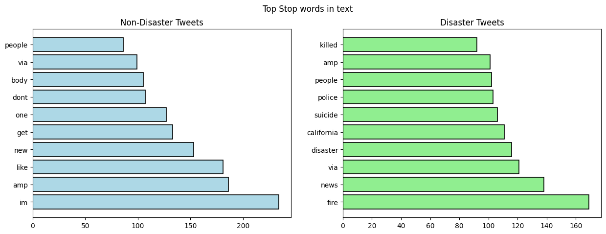 Top Stop words in text
Non-Disaster Tweets
people
via
body
dont
one
get
new
like
amp
im
0 50 100 150 200
Disaster Tweets
killed
amp
people
police
suicide
california
disaster
via
news
fire
0 20 40 60 80 100 120 140 160